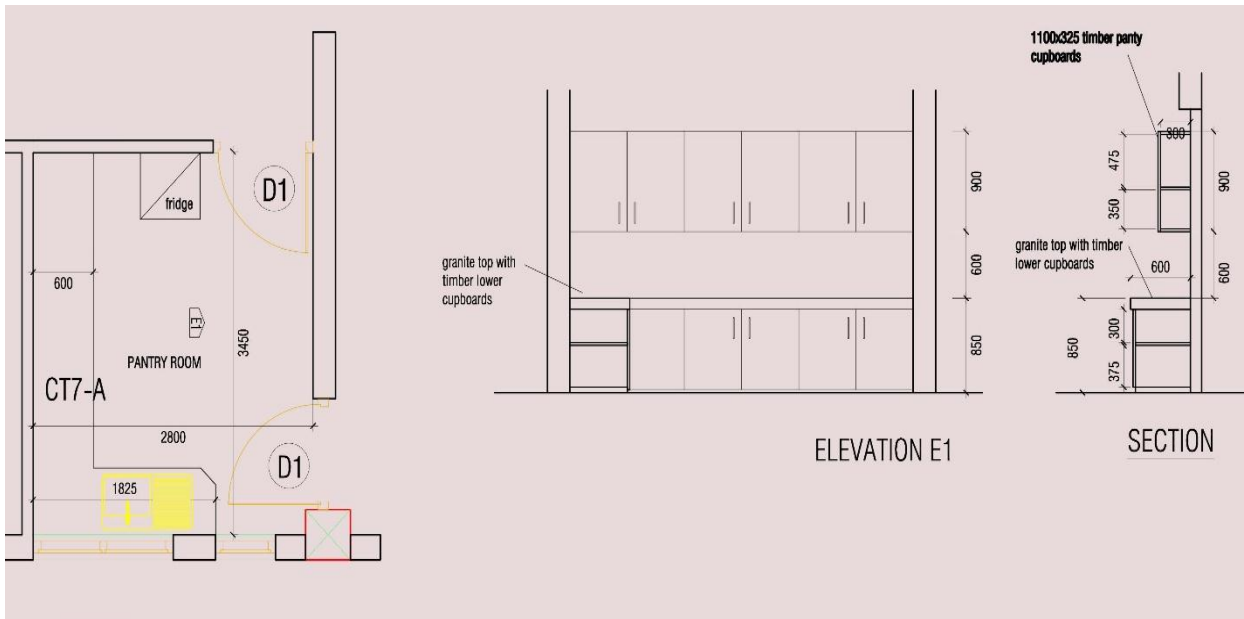 D1
fridge
600
E1
3450
PANTRY ROOM
CT7-A
2800
D1
1825
granite top with
timber lower
cupboards
900
600
850
ELEVATION E1
1100x325 timber panty
cupboards
300
475
350
900
granite top with timber
lower cupboards
600
600
850
300
375
SECTION